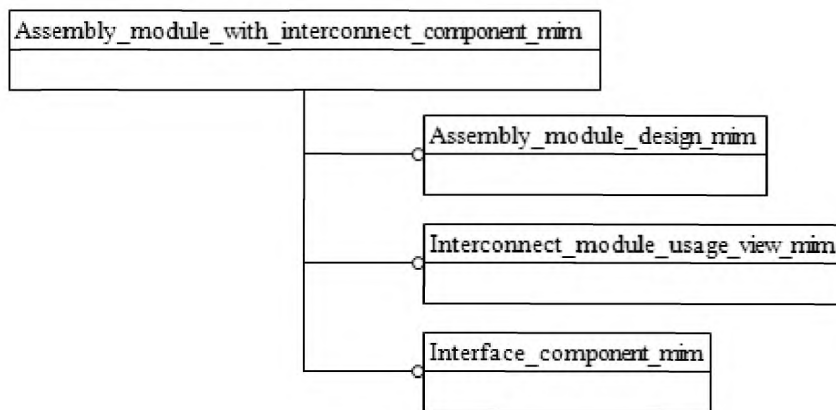 Assembly_module_with_interconnect_component_mim
Assembly_module_design_mim
Interconnect_module_usage_view_mim
Interface_component_mim